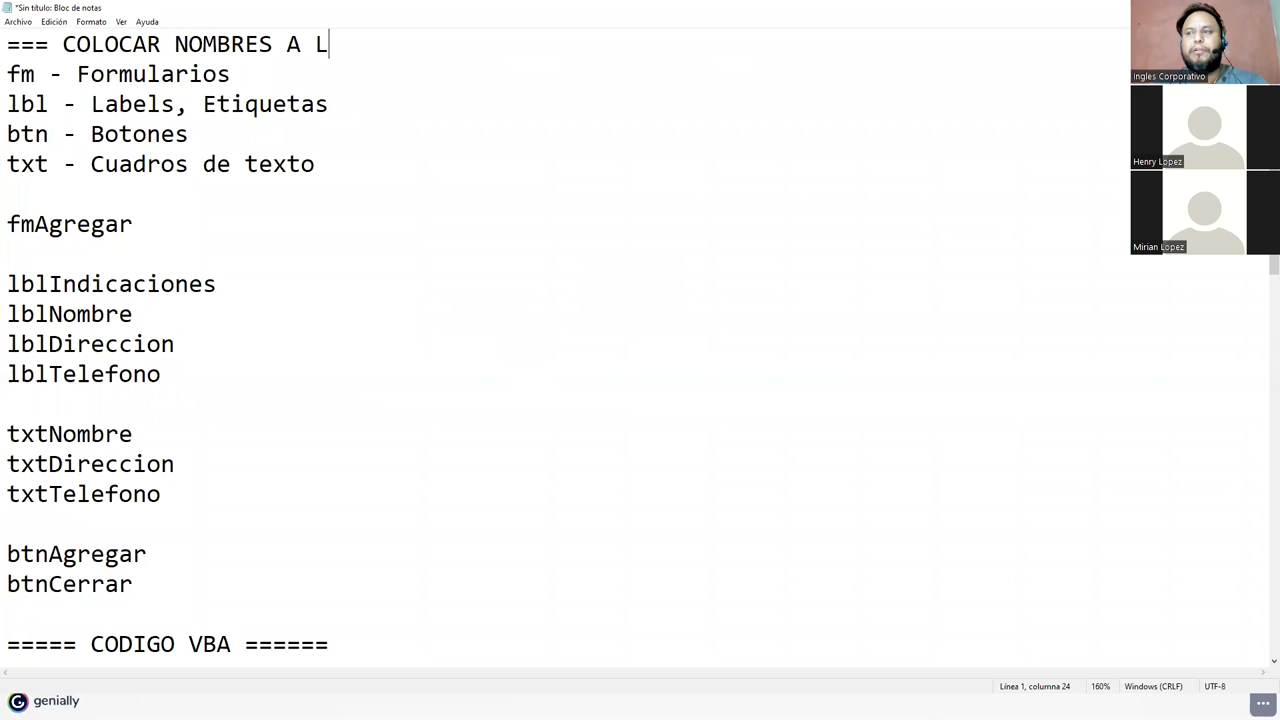 *Sin título: Bloc de notas
Archivo Edición Formato Ver Ayuda
=== COLOCAR NOMBRES A L
fm - Formularios
lbl - Labels, Etiquetas
btn - Botones
txt - Cuadros de texto
fmAgregar
lblIndicaciones
lblNombre
lblDireccion
lblTelefono
txtNombre
txtDireccion
txtTelefono
btnAgregar
btnCerrar
===== CODIGO VBA ======
Línea 1, columna 24 160% Windows (CRLF) UTF-8
genially
Ingles Corporativo
Henry Lopez
Mirian Lopez